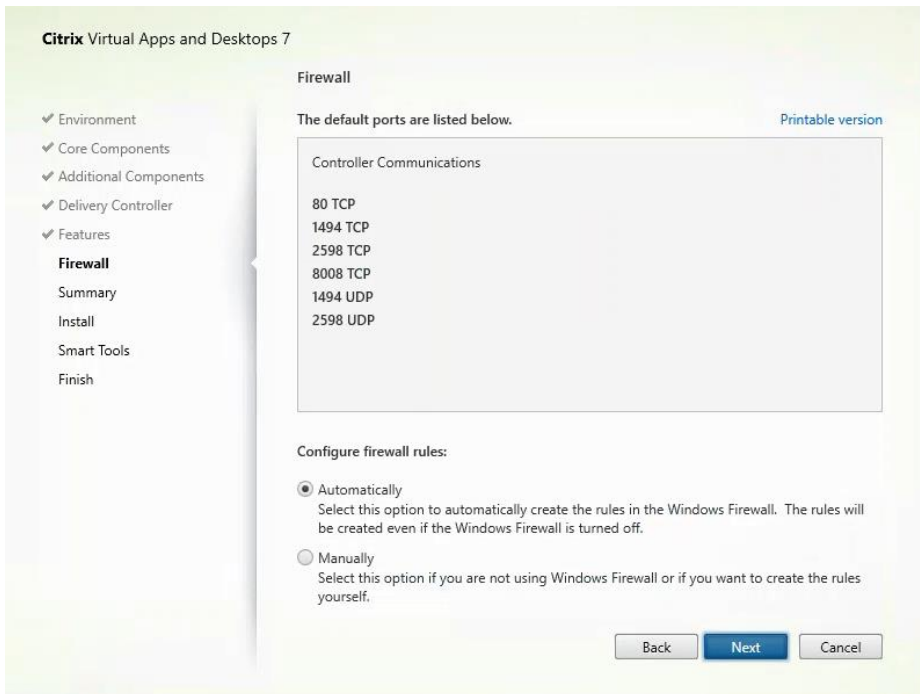 Citrix Virtual Apps and Desktops 7
Environment
Core Components
Additional Components
Delivery Controller
Features
Firewall
Summary
Install
Smart Tools
Finish
Firewall
The default ports are listed below.
Printable version
Controller Communications
80 TCP
1494 TCP
2598 TCP
8008 TCP
1494 UDP
2598 UDP
Configure firewall rules:
Automatically
Select this option to automatically create the rules in the Windows Firewall. The rules will
be created even if the Windows Firewall is turned off.
Manually
Select this option if you are not using Windows Firewall or if you want to create the rules
yourself.
Back
Next
Cancel